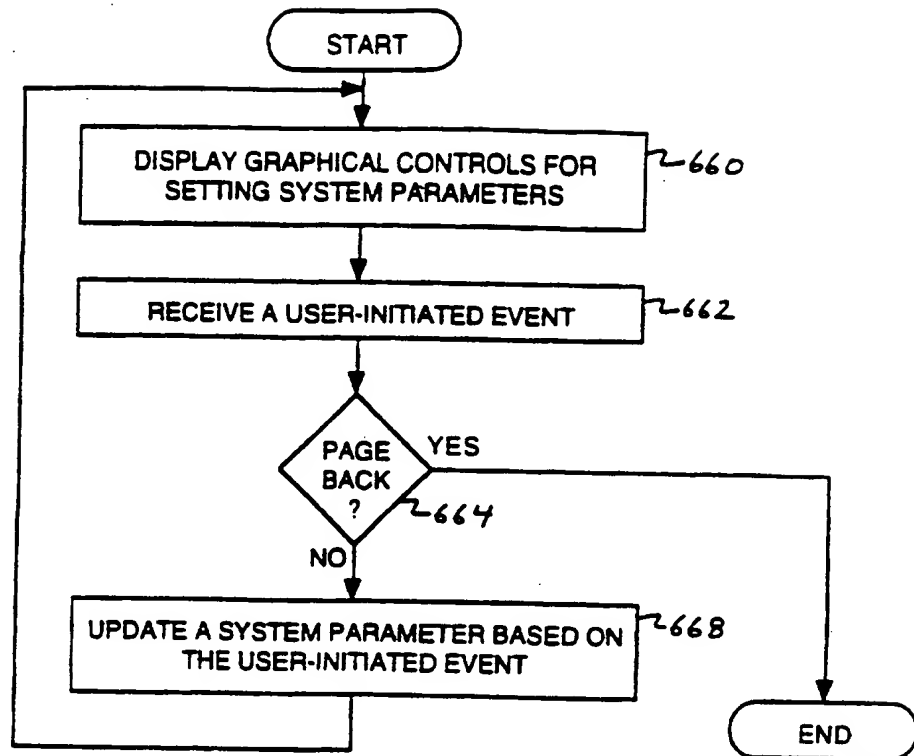 START
DISPLAY GRAPHICAL CONTROLS FOR
SETTING SYSTEM PARAMETERS
660
RECEIVE A USER-INITIATED EVENT
662
PAGE
BACK
?
YES
664
NO
UPDATE A SYSTEM PARAMETER BASED ON
THE USER-INITIATED EVENT
668
END